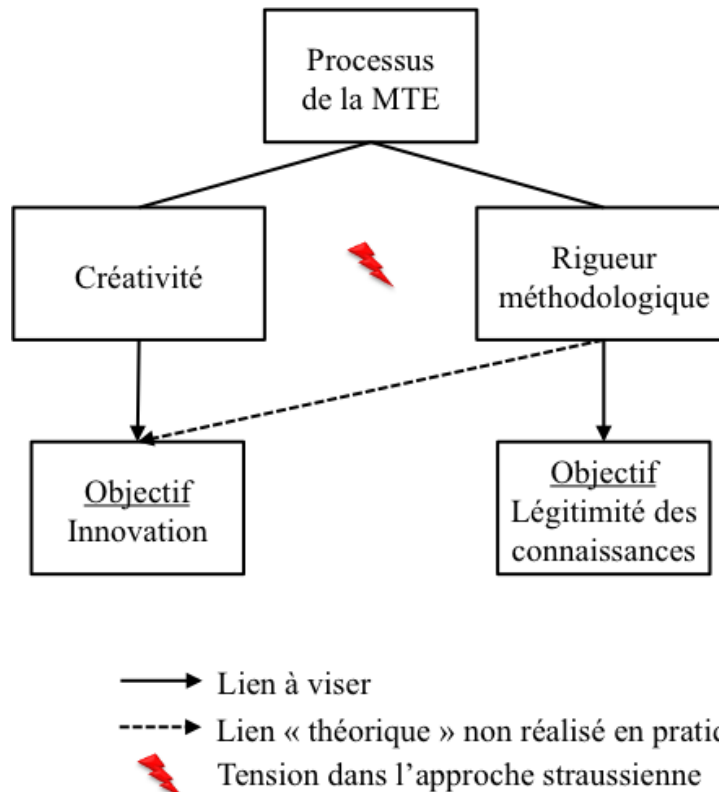 Processus
de la MTE
Créativité
Rigueur
méthodologique
Objectif
Innovation
Objectif
Légitimité des
connaissances
Lien à viser
Lien « théorique » non réalisé en
Tension dans l’approche straussienne